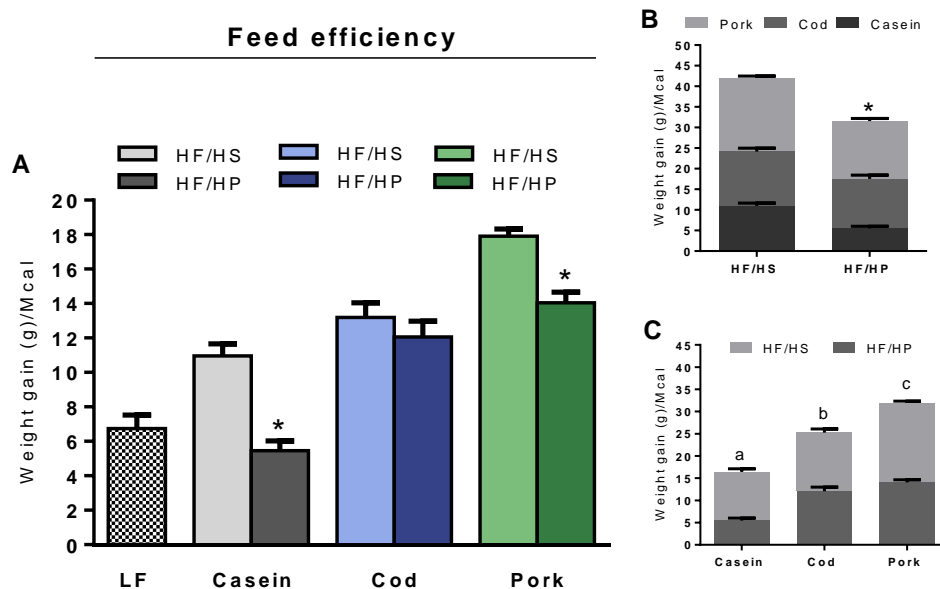 Feed efficiency
A
HF/HS HF/HS HF/HS
HF/HP HF/HP HF/HP
Weight gain (g)/Mcal
20
18
16
14
12
10
8
6
4
2
0
*
*
LF Casein Cod Pork
B
Pork Cod Casein
Weight gain (g)/Mcal
50
45
40
35
30
25
20
15
10
5
0
*
HF/HS HF/HP
C
HF/HS HF/HP
Weight gain (g)/Mcal
45
40
35
30
25
20
15
10
5
0
a
b
c
Casein Cod Pork